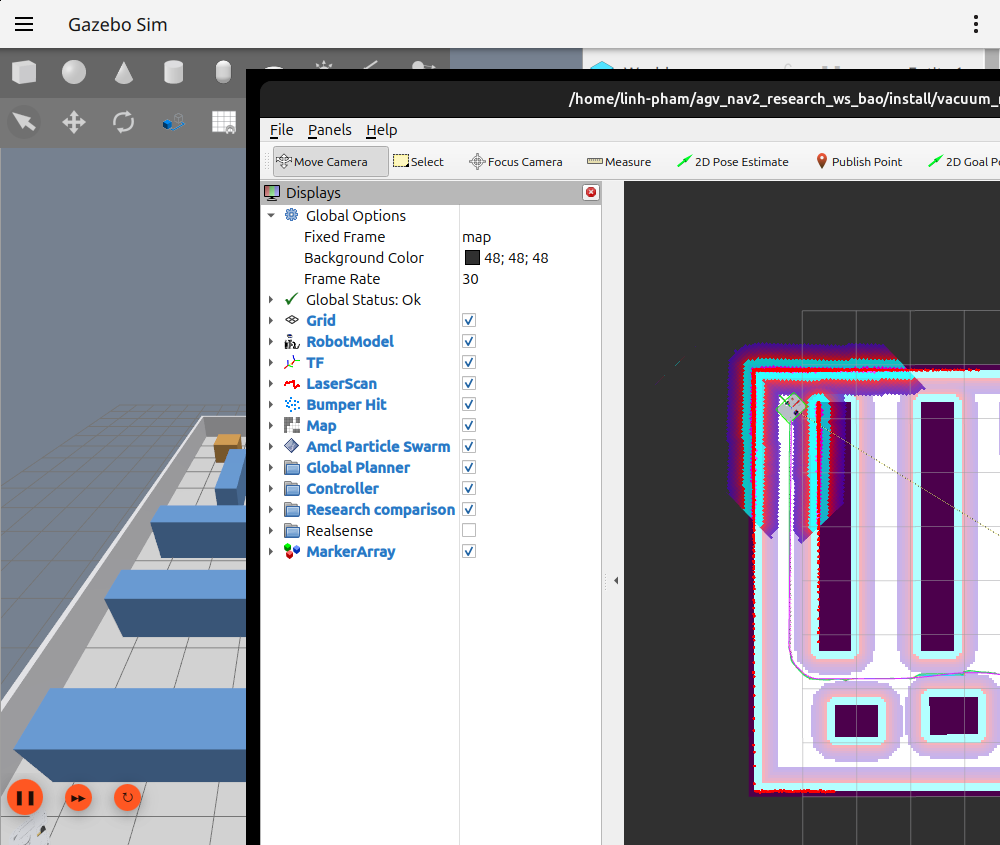 Gazebo Sim
/home/linh-pham/agv_nav2_research_ws_bao/install/vacuum_
File Panels Help
Move Camera Select Focus Camera Measure 2D Pose Estimate Publish Point 2D Goal
Displays
Global Options
Fixed Frame map
Background Color 48; 48; 48
Frame Rate 30
Global Status: Ok
Grid
RobotModel
TF
LaserScan
Bumper Hit
Map
Amcl Particle Swarm
Global Planner
Controller
Research comparison
Realsense
MarkerArray